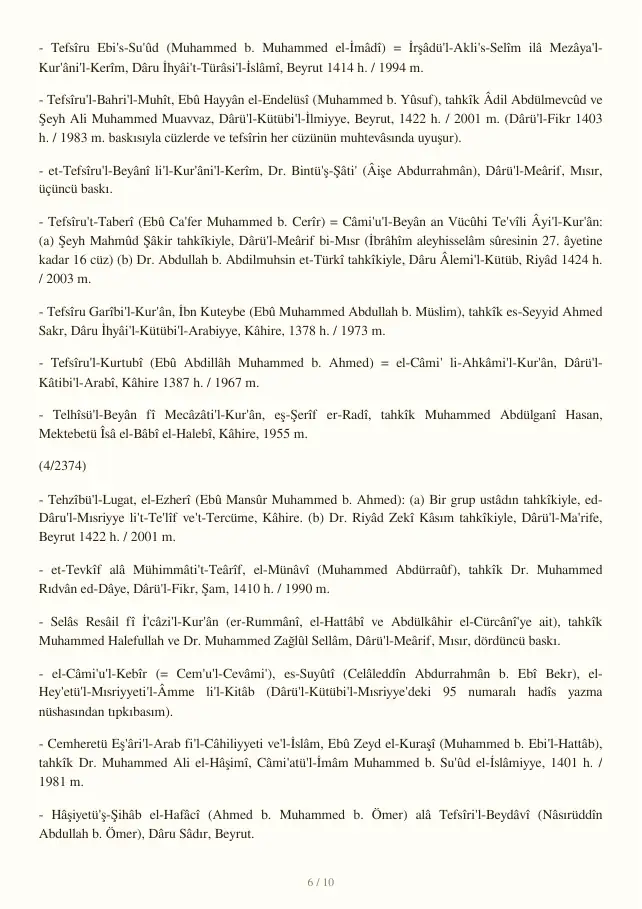 - Tefsîru Ebi's-Su'ûd (Muhammed b. Muhammed el-İmâdî) = İrşâdü'l-Akli's-Selîm ilâ Mezâya'l-
Kur'âni'l-Kerîm, Dâru İhyâi't-Türâsi'l-İslâmî, Beyrut 1414 h. / 1994 m.
- Tefsîru'l-Bahri'l-Muhît, Ebû Hayyân el-Endelüsî (Muhammed b. Yûsuf), tahkîk Âdil Abdülmevcûd ve
Şeyh Ali Muhammed Muavvaz, Dârü'l-Kütübi'l-İlmiyye, Beyrut, 1422 h. / 2001 m. (Dârü'l-Fikr 1403
h. / 1983 m. baskısıyla cüzlerde ve tefsîrin her cüzünün muhtevâsında uyuşur).
- et-Tefsîru'l-Beyânî li'l-Kur'âni'l-Kerîm, Dr. Bintü'ş-Şâti' (Âişe Abdurrahmân), Dârü'l-Meârif, Mısır,
üçüncü baskı.
- Tefsîru't-Taberî (Ebû Ca'fer Muhammed b. Cerîr) = Câmi'u'l-Beyân an Vücûhi Te'vîli Âyi'l-Kur'ân:
(a) Şeyh Mahmûd Şâkir tahkîkiyle, Dârü'l-Meârif bi-Mısr (İbrâhîm aleyhisselâm sûresinin 27. âyetine
kadar 16 cüz) (b) Dr. Abdullah b. Abdilmuhsin et-Türkî tahkîkiyle, Dâru Âlemi'l-Kütüb, Riyâd 1424 h.
/ 2003 m.
- Tefsîru Garîbi'l-Kur'ân, İbn Kuteybe (Ebû Muhammed Abdullah b. Müslim), tahkîk es-Seyyid Ahmed
Sakr, Dâru İhyâi'l-Kütübi'l-Arabiyye, Kâhire, 1378 h. / 1973 m.
- Tefsîru'l-Kurtubî (Ebû Abdillâh Muhammed b. Ahmed) = el-Câmi' li-Ahkâmi'l-Kur'ân, Dârü'l-
Kâtibi'l-Arabî, Kâhire 1387 h. / 1967 m.
- Telhîsü'l-Beyân fî Mecâzâti'l-Kur'ân, eş-Şerîf er-Radî, tahkîk Muhammed Abdülganî Hasan,
Mektebetü Îsâ el-Bâbî el-Halebî, Kâhire, 1955 m.
(4/2374)
- Tehzîbü'l-Lugat, el-Ezherî (Ebû Mansûr Muhammed b. Ahmed): (a) Bir grup ustâdın tahkîkiyle, ed-
Dâru'l-Mısriyye li't-Te'lîf ve't-Tercüme, Kâhire. (b) Dr. Riyâd Zekî Kâsım tahkîkiyle, Dârü'l-Ma'rife,
Beyrut 1422 h. / 2001 m.
- et-Tevkîf alâ Mühimmâti't-Teârîf, el-Münâvî (Muhammed Abdürraûf), tahkîk Dr. Muhammed
Rıdvân ed-Dâye, Dârü'l-Fikr, Şam, 1410 h. / 1990 m.
- Selâs Resâil fî İ'câzi'l-Kur'ân (er-Rummânî, el-Hattâbî ve Abdülkâhir el-Cürcânî'ye ait), tahkîk
Muhammed Halefullah ve Dr. Muhammed Zağlûl Sellâm, Dârü'l-Meârif, Mısır, dördüncü baskı.
- el-Câmi'u'l-Kebîr (= Cem'u'l-Cevâmi'), es-Suyûtî (Celâleddîn Abdurrahmân b. Ebî Bekr), el-
Hey'etü'l-Mısriyyeti'l-Âmme li'l-Kitâb (Dârü'l-Kütübi'l-Mısriyye'deki 95 numaralı hadîs yazma
nüshasından tıpkıbasım).
- Cemheretü Eş'âri'l-Arab fi'l-Câhiliyyeti ve'l-İslâm, Ebû Zeyd el-Kuraşî (Muhammed b. Ebi'l-Hattâb),
tahkîk Dr. Muhammed Ali el-Hâşimî, Câmi'atü'l-İmâm Muhammed b. Su'ûd el-İslâmiyye, 1401 h. /
1981 m.
- Hâşiyetü'ş-Şihâb el-Hafâcî (Ahmed b. Muhammed b. Ömer) alâ Tefsîri'l-Beydâvî (Nâsırüddîn
Abdullah b. Ömer), Dâru Sâdır, Beyrut.
6 / 10